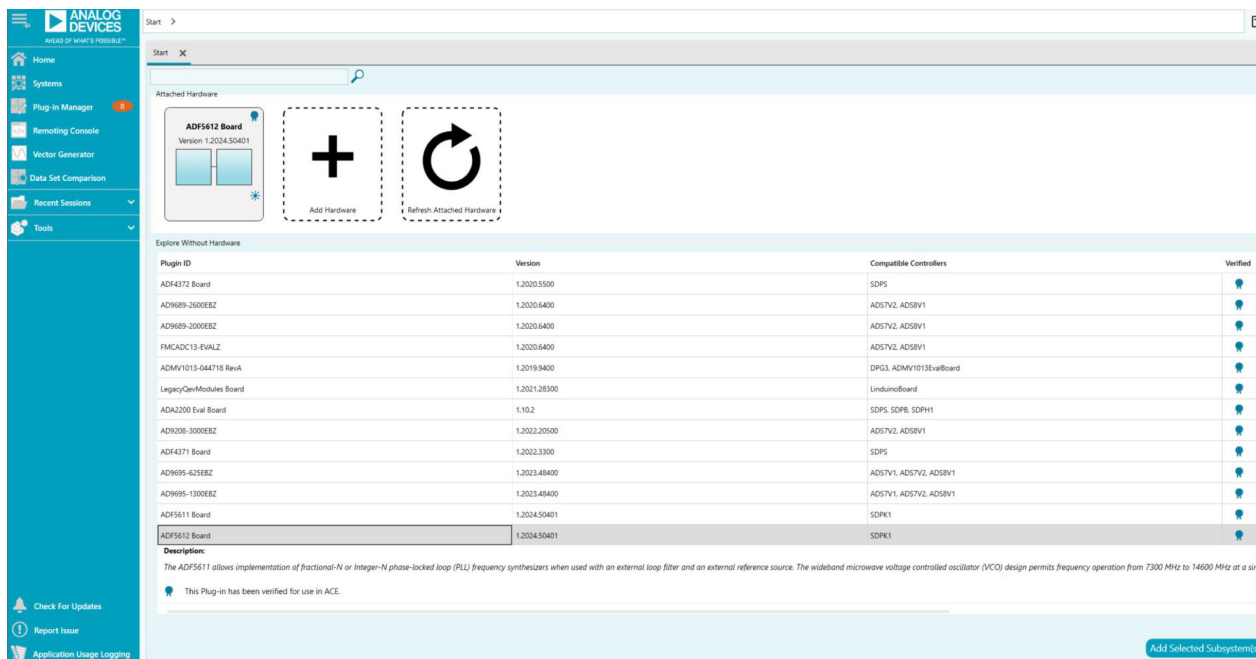 ANALOG
DEVICES
AHEAD OF WHAT'S POSSIBLE™
Home
Systems
Plug-in Manager 8
Remoting Console
Vector Generator
Data Set Comparison
Recent Sessions
Tools
Check For Updates
Report Issue
Application Usage Logging
Start >
Start X
Attached Hardware
ADF5612 Board
Version 1.2024.50401
Add Hardware
Refresh Attached Hardware
Explore Without Hardware
Plugin ID Version Compatible Controllers Verified
ADF4372 Board 1.2020.5500 SDPS
AD9689-2600EBZ 1.2020.6400 ADS7V2, ADS8V1
AD9689-2000EBZ 1.2020.6400 ADS7V2, ADS8V1
FMCADC13-EVALZ 1.2020.6400 ADS7V2, ADS8V1
ADMV1013-044718 RevA 1.2019.9400 DPG3, ADMV1013EvalBoard
LegacyQevModules Board 1.2021.28300 LinduinoBoard
ADA2200 Eval Board 1.10.2 SDPS, SDPB, SDPH1
AD9208-3000EBZ 1.2022.20500 ADS7V2, ADS8V1
ADF4371 Board 1.2022.3300 SDPS
AD9695-625EBZ 1.2023.48400 ADS7V1, ADS7V2, ADS8V1
AD9695-1300EBZ 1.2023.48400 ADS7V1, ADS7V2, ADS8V1
ADF5611 Board 1.2024.50401 SDPK1
ADF5612 Board 1.2024.50401 SDPK1
Description:
The ADF5611 allows implementation of fractional-N or Integer-N phase-locked loop (PLL) frequency synthesizers when used with an external loop filter and an external reference source. The wideband microwave voltage controlled oscillator (VCO) design permits frequency operation from 7300 MHz to 14600 MHz at a
This Plug-in has been verified for use in ACE.
Add Selected Subsystem(s